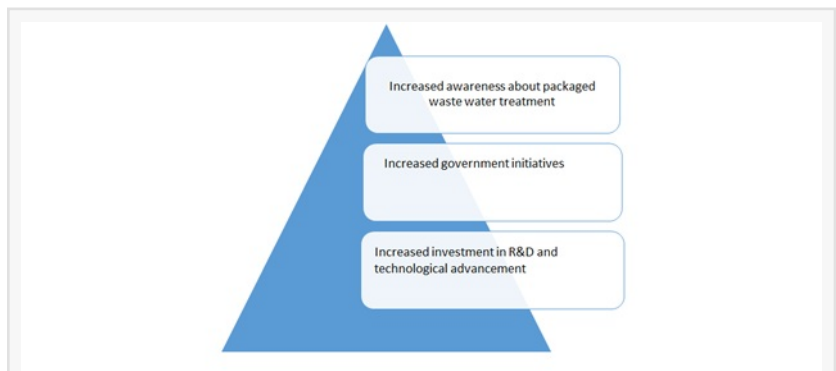 Increased awareness about packaged
waste water treatment
Increased government initiatives
Increased investment in R&D and
technological advancement